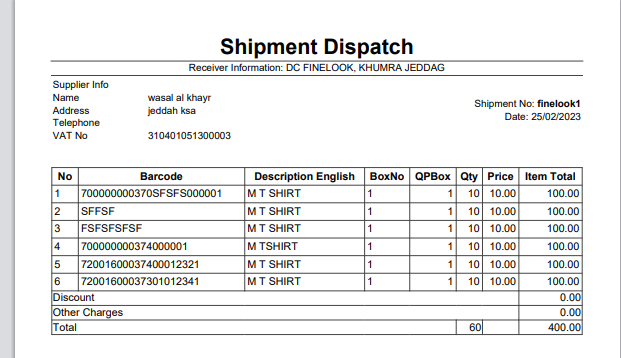 Shipment Dispatch
Receiver Information: DC FINELOOK, KHUMRA JEDDAG
Supplier Info
Name wasal al khayr
Address jeddah ksa
Telephone
VAT No 310401051300003
Shipment No: finelook1
Date: 25/02/2023
No Barcode Description English BoxNo QPBox Qty Price Item Total
1 700000000370SFSFS000001 M T SHIRT 1 1 10 10.00 100.00
2 SFFSF M T SHIRT 1 1 10 10.00 100.00
3 FSFSFSFSF M T SHIRT 1 1 10 10.00 100.00
4 700000000374000001 M TSHIRT 1 1 10 10.00 100.00
5 72001600037400012321 M T SHIRT 1 1 10 10.00 100.00
6 72001600037301012341 M T SHIRT 1 1 10 10.00 100.00
Discount 0.00
Other Charges 0.00
Total 60 400.00